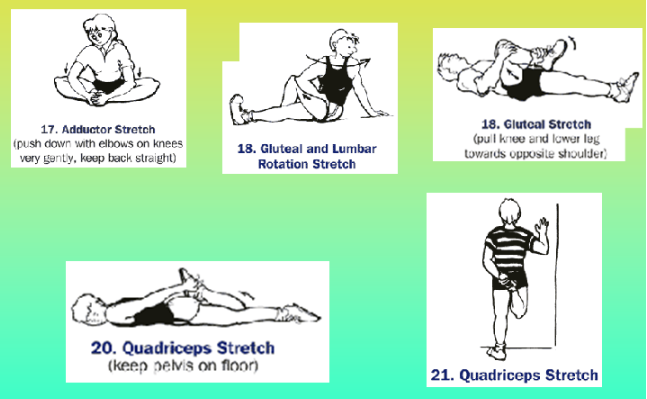 17. Adductor Stretch
(push down with elbows on knees
very gently, keep back straight)
18. Gluteal and Lumbar
Rotation Stretch
18. Gluteal Stretch
(pull knee and lower leg
towards opposite shoulder)
20. Quadriceps Stretch
(keep pelvis on floor)
21. Quadriceps Stretch